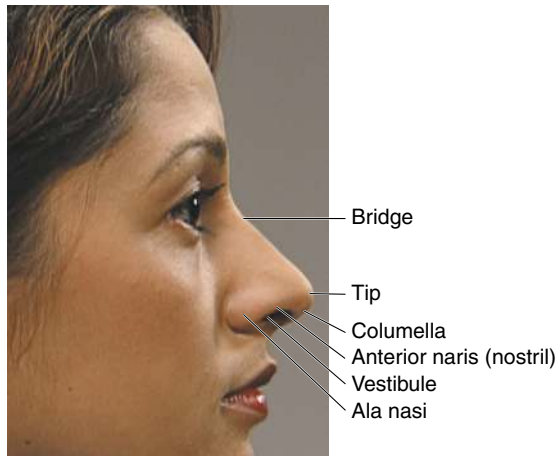 Bridge
Tip
Columella
Anterior naris (nostril)
Vestibule
Ala nasi